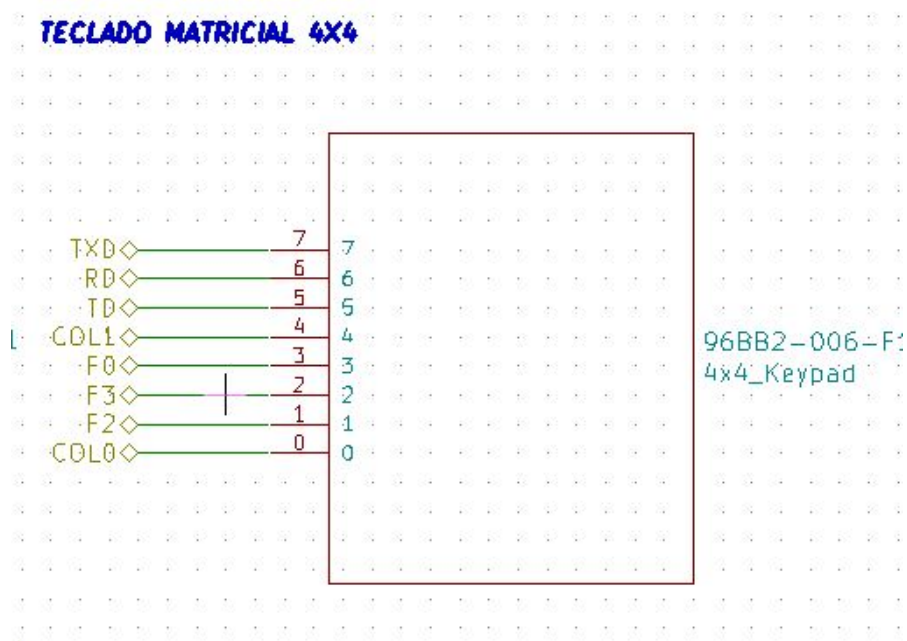 TECLADO MATRICIAL 4X4
TXD 7 7
RD 6 6
TD 5 5
COL1 4 4
F0 3 3
F3 2 2
F2 1 1
COL0 0 0
96BB2-006-F
4x4_Keypad